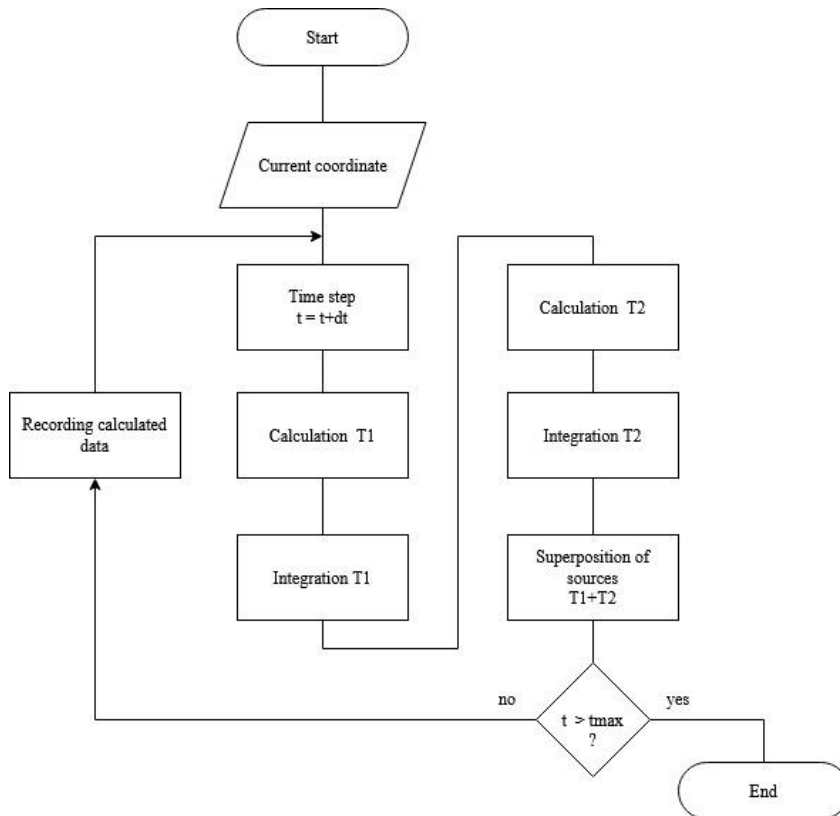 Start
Current coordinate
Time step
t = t+dt
Calculation T1
Integration T1
Calculation T2
Integration T2
Superposition of
sources
T1+T2
t > tmax
?
no
yes
Recording calculated
data
End